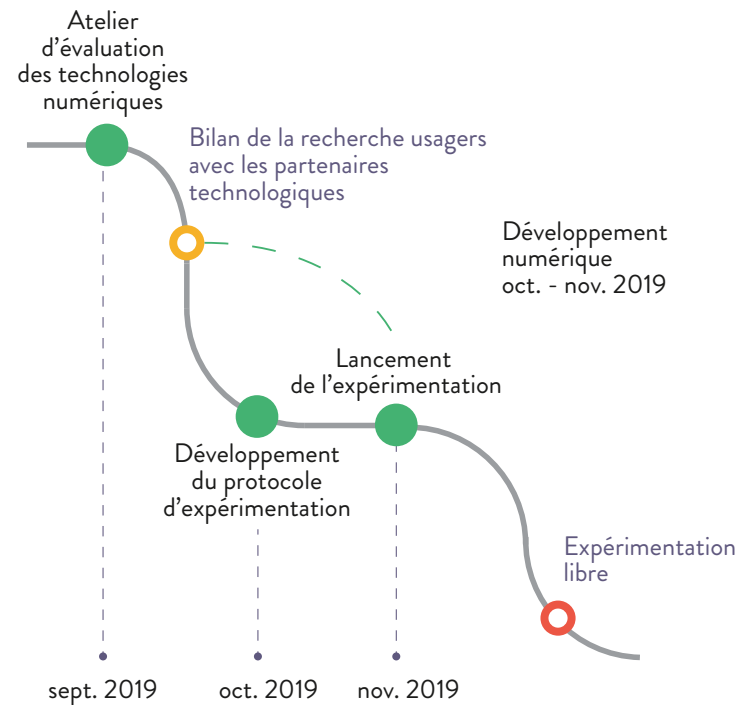 Atelier
d’évaluation
des technologies
numériques
Bilan de la recherche usagers
avec les partenaires
technologiques
Développement
numérique
oct. - nov. 2019
Lancement
de l’expérimentation
Développement
du protocole
d’expérimentation
Expérimentation
libre
sept. 2019
oct. 2019
nov. 2019